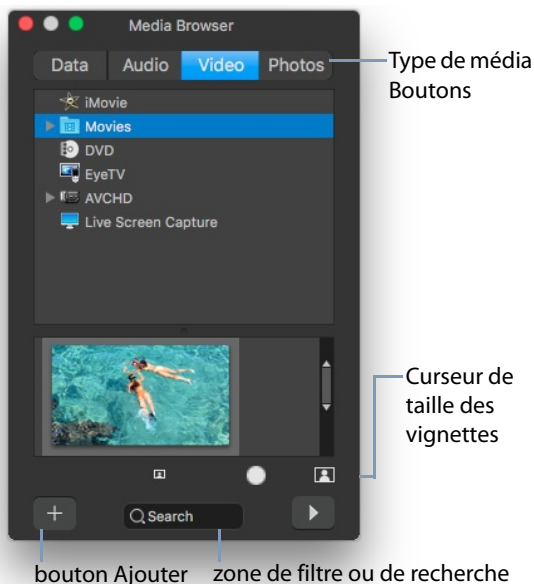 Media Browser
Data Audio Video Photos
Type de média
Boutons
iMovie
Movies
DVD
EyeTV
AVCHD
Live Screen Capture
Curseur de
taille des
vignettes
Search
bouton Ajouter
zone de filtre ou de recherche